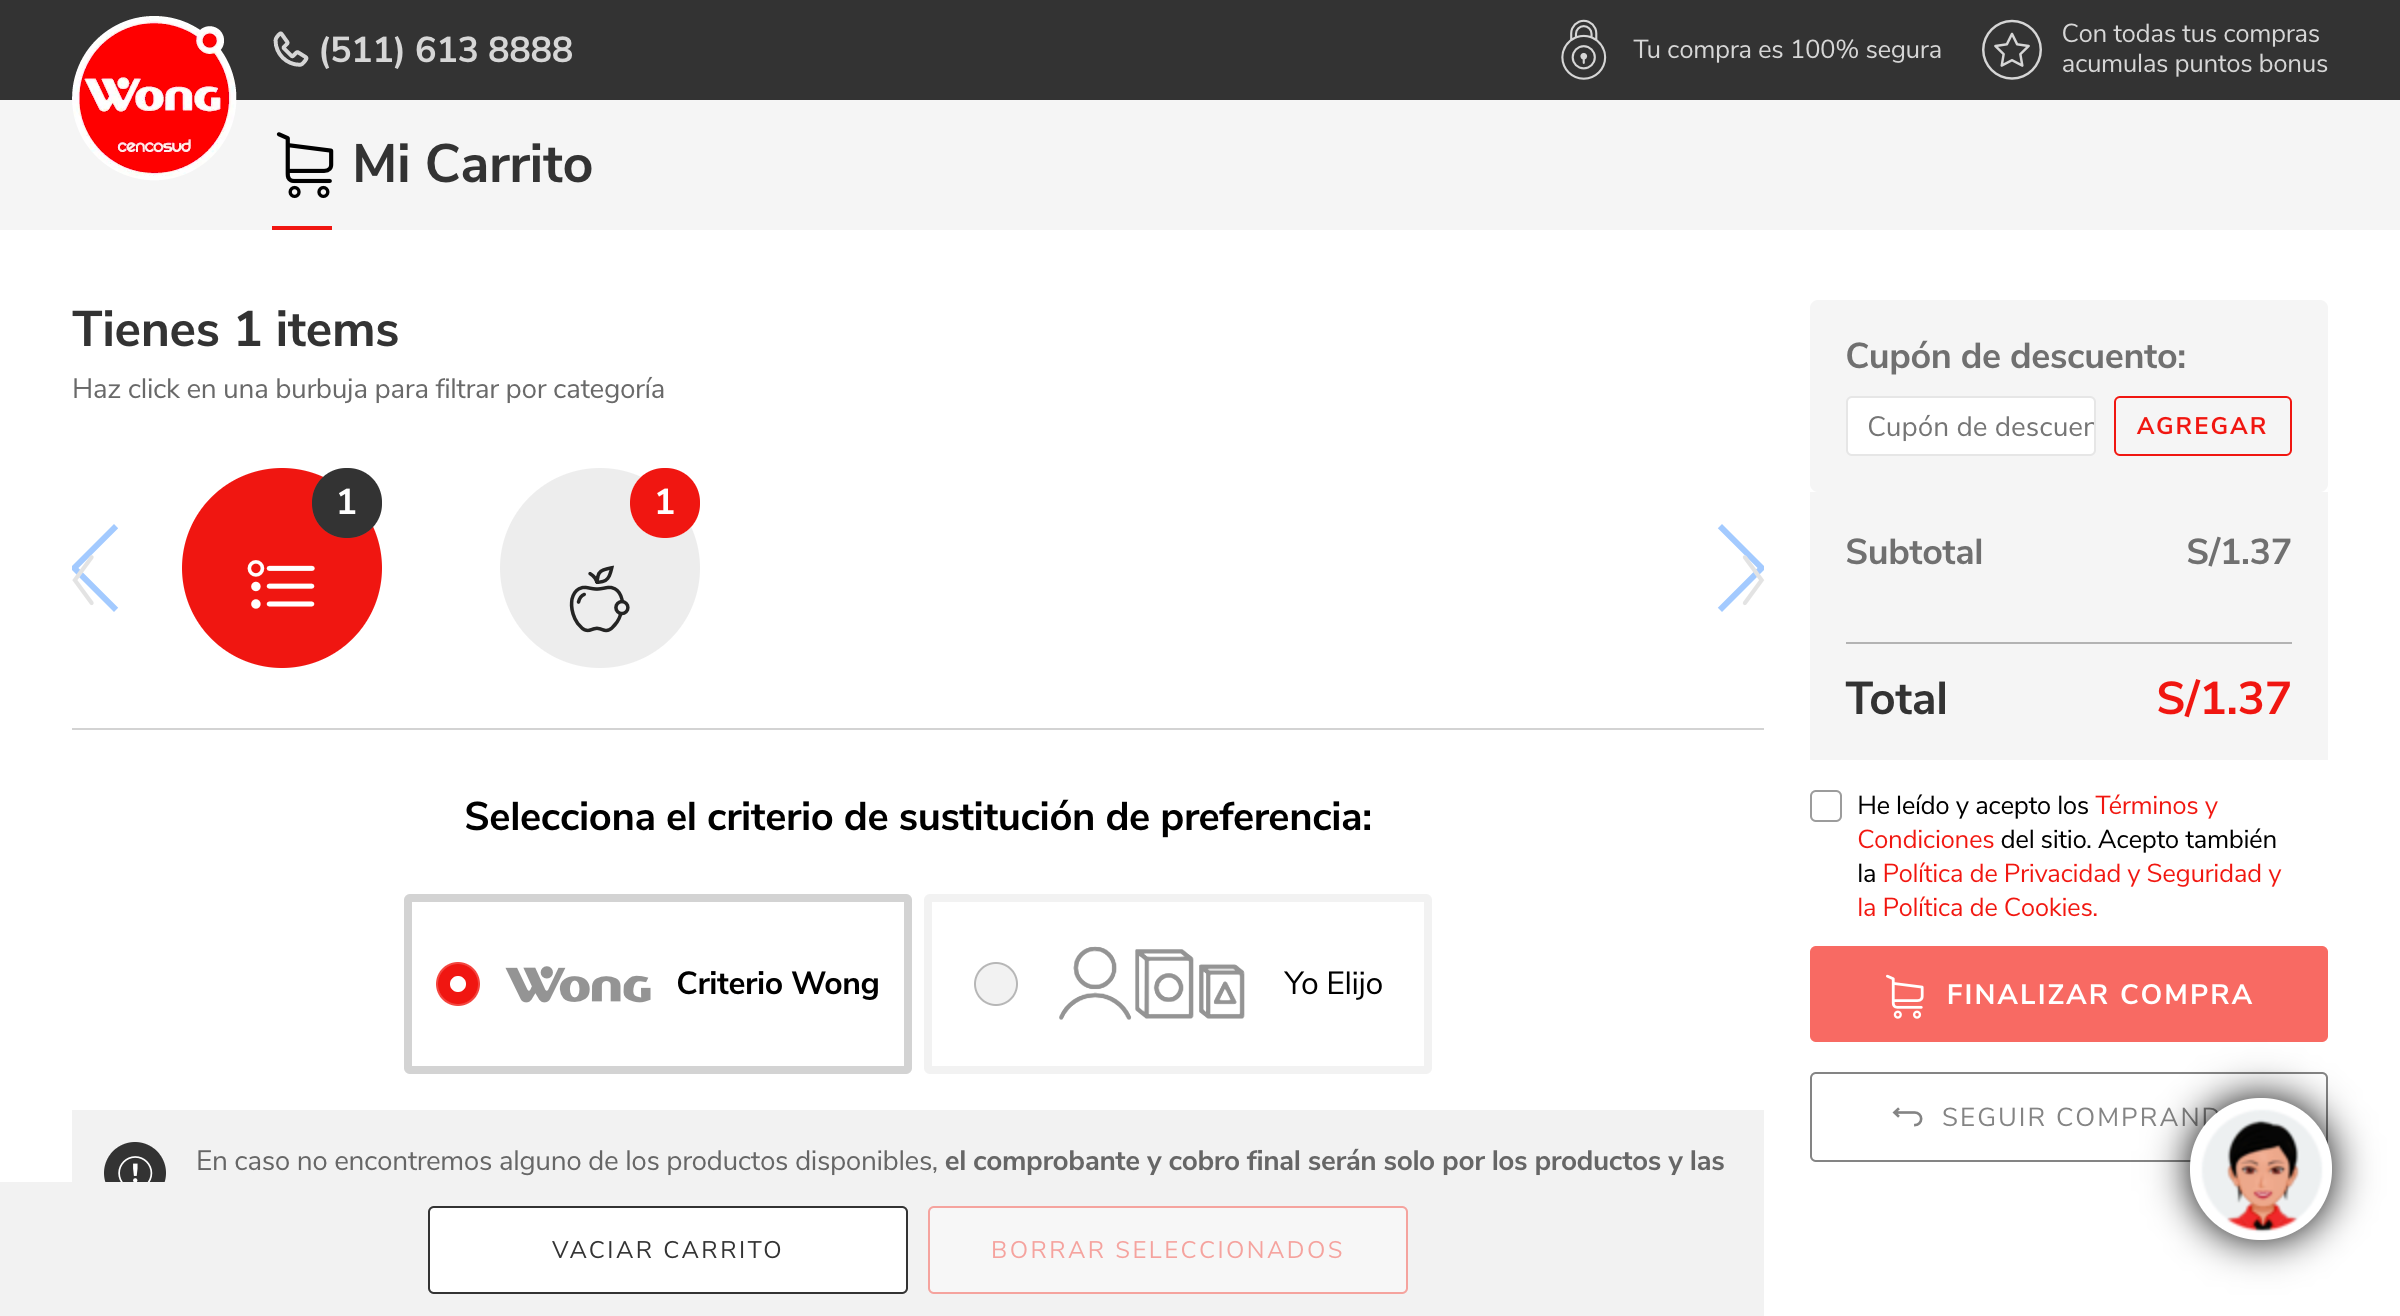 WONG
cencosud
(511) 613 8888
Tu compra es 100% segura
Con todas tus compras
acumulas puntos bonus
Mi Carrito
Tienes 1 items
Haz click en una burbuja para filtrar por categoría
1
1
Selecciona el criterio de sustitución de preferencia:
WONG
Criterio Wong
Yo Elijo
En caso no encontremos alguno de los productos disponibles, el comprobante y cobro final serán solo por los productos y las
VACIAR CARRITO
BORRAR SELECCIONADOS
Cupón de descuento:
Cupón de descuen
AGREGAR
Subtotal
S/1.37
Total
S/1.37
He leído y acepto los Términos y
Condiciones del sitio. Acepto también
la Política de Privacidad y Seguridad y
la Política de Cookies.
FINALIZAR COMPRA
SEGUIR COMPRAND